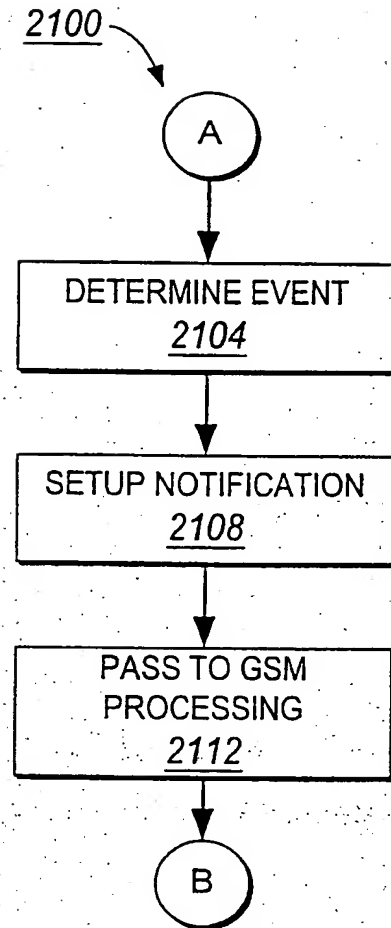 2100
A
DETERMINE EVENT
2104
SETUP NOTIFICATION
2108
PASS TO GSM
PROCESSING
2112
B